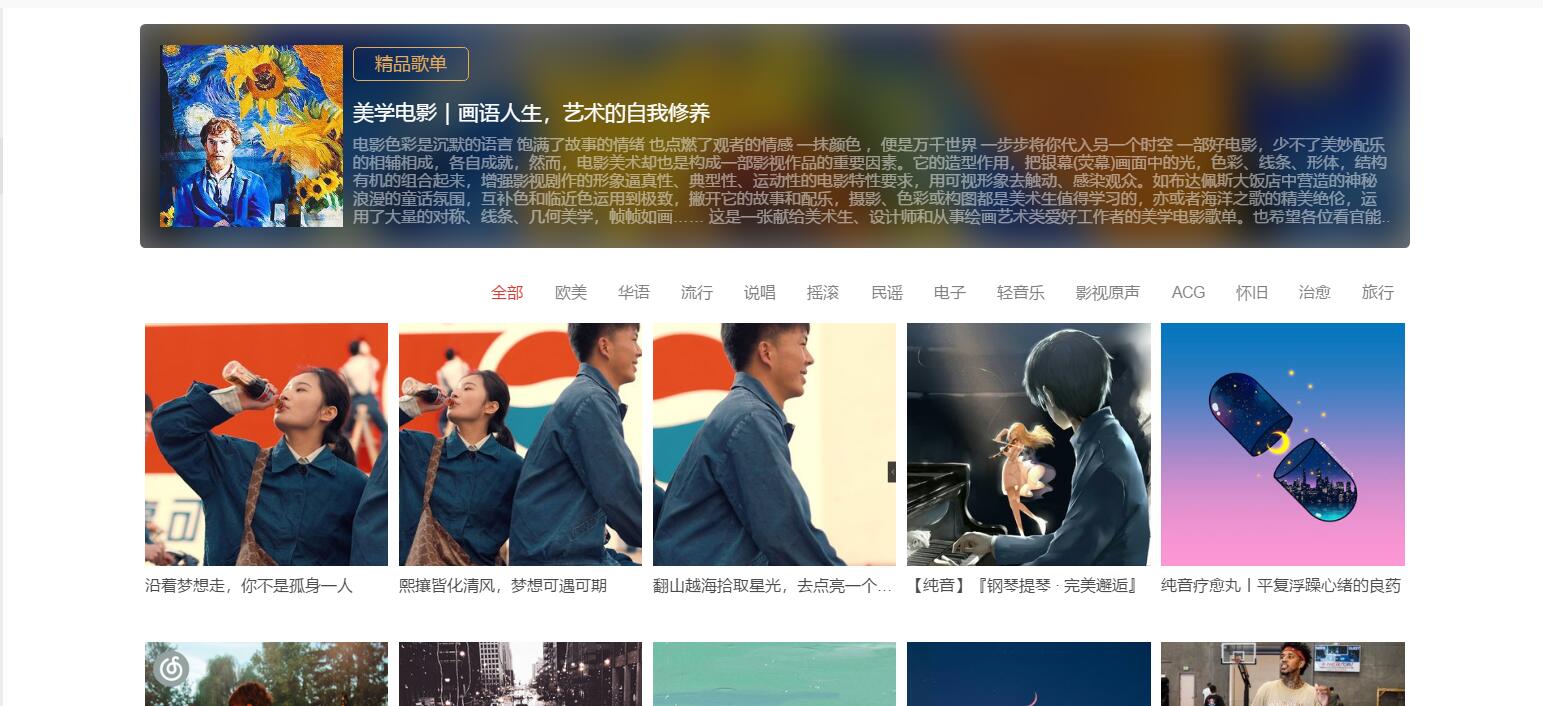 精品歌单
美学电影 | 画语人生，艺术的自我修养
电影色彩是沉默的语言 饱满了故事的情绪 也点燃了观者的情感 一抹颜色 ，便是万千世界 一步步将你代入另一个时空 一部好电影，少不了美妙配乐
的相辅相成，各自成就，然而，电影美术却也是构成一部影视作品的重要因素。它的造型作用，把银幕(荧幕)画面中的光，色彩、线条、形体，结构
有机的组合起来，增强影视剧作的形象逼真性、典型性、运动性的电影特性要求，用可视形象去触动、感染观众。如布达佩斯大饭店中营造的神秘
浪漫的童话氛围，互补色和临近色运用到极致，撇开它的故事和配乐，摄影、色彩或构图都是美术生值得学习的，亦或者海洋之歌的精美绝伦，运
用了大量的对称、线条、几何美学，帧帧如画…… 这是一张献给美术生、设计师和从事绘画艺术类爱好工作者的美学电影歌单。也希望各位看官能..
全部 欧美 华语 流行 说唱 摇滚 民谣 电子 轻音乐 影视原声 ACG 怀旧 治愈 旅行
沿着梦想走，你不是孤身一人
熙攘皆化清风，梦想可遇可期
翻山越海拾取星光，去点亮一个...
【纯音】『钢琴提琴 · 完美邂逅』
纯音疗愈丸丨平复浮躁心绪的良药